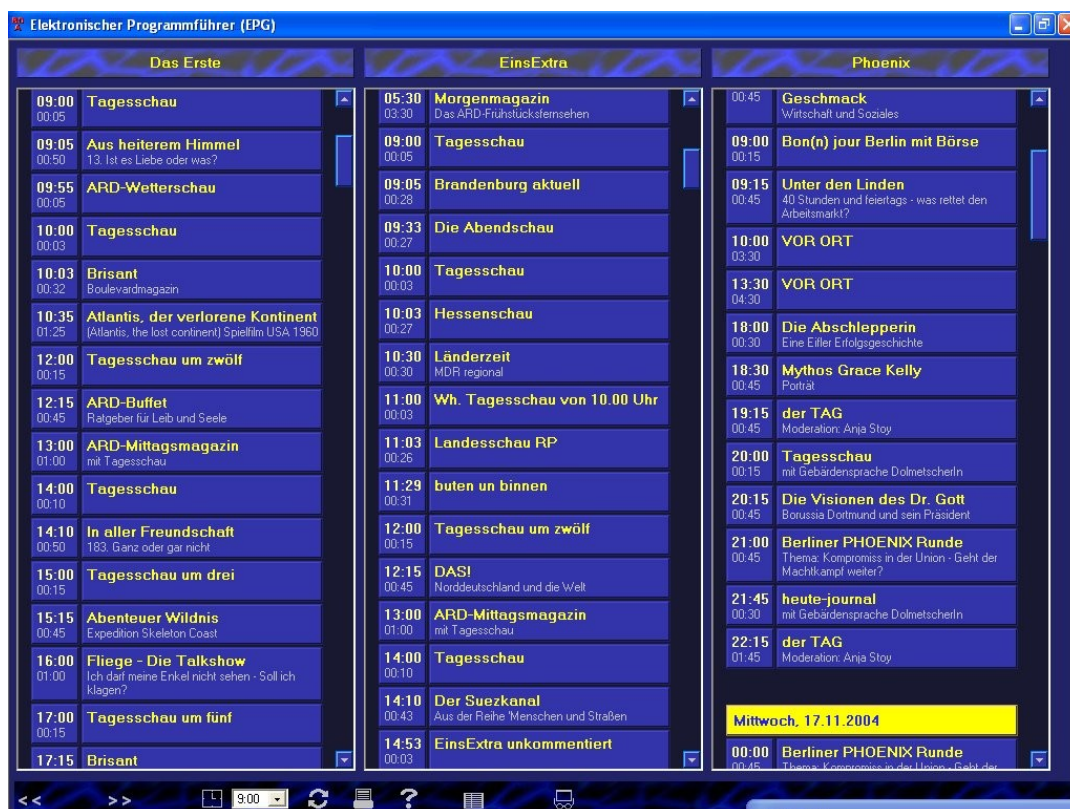 Elektronischer Programmführer (EPG)
Das Erste
09:00 Tagesschau
00:05
09:05 Aus heiterem Himmel
00:50 13. Ist es Liebe oder was?
09:55 ARD-Wetterschau
00:05
10:00 Tagesschau
00:03
10:03 Brisant
00:32 Boulevardmagazin
10:35 Atlantis, der verlorene Kontinent
01:25 (Atlantis, the lost continent) Spielfilm USA 1960
12:00 Tagesschau um zwölf
00:15
12:15 ARD-Buffet
00:45 Ratgeber für Leib und Seele
13:00 ARD-Mittagsmagazin
01:00 mit Tagesschau
14:00 Tagesschau
00:10
14:10 In aller Freundschaft
00:50 183. Ganz oder gar nicht
15:00 Tagesschau um drei
00:15
15:15 Abenteuer Wildnis
00:45 Expedition Skeleton Coast
16:00 Fliege - Die Talkshow
01:00 Ich darf meine Enkel nicht sehen - Soll ich
klagen?
17:00 Tagesschau um fünf
00:15
17:15 Brisant
EinsExtra
05:30 Morgenmagazin
03:30 Das ARD-Frühstücksfernsehen
09:00 Tagesschau
00:05
09:05 Brandenburg aktuell
00:28
09:33 Die Abendschau
00:27
10:00 Tagesschau
00:03
10:03 Hessenschau
00:27
10:30 Länderzeit
00:30 MDR regional
11:00 Wh. Tagesschau von 10.00 Uhr
00:03
11:03 Landesschau RP
00:26
11:29 buten un binnen
00:31
12:00 Tagesschau um zwölf
00:15
12:15 DAS!
00:45 Norddeutschland und die Welt
13:00 ARD-Mittagsmagazin
01:00 mit Tagesschau
14:00 Tagesschau
00:10
14:10 Der Suezkanal
00:43 Aus der Reihe 'Menschen und Straßen
14:53 EinsExtra unkommentiert
00:03
Phoenix
00:45 Geschmack
Wirtschaft und Soziales
09:00 Bon(n) jour Berlin mit Börse
00:15
09:15 Unter den Linden
00:45 40 Stunden und feiertags - was rettet den
Arbeitsmarkt?
10:00 VOR ORT
03:30
13:30 VOR ORT
04:30
18:00 Die Abschlepperin
00:30 Eine Eifler Erfolgsgeschichte
18:30 Mythos Grace Kelly
00:45 Porträt
19:15 der TAG
00:45 Moderation: Anja Stoy
20:00 Tagesschau
00:15 mit Gebärdensprache DolmetscherIn
20:15 Die Visionen des Dr. Gott
00:45 Borussia Dortmund und sein Präsident
21:00 Berliner PHOENIX Runde
00:45 Thema: Kompromiss in der Union - Geht der
Machtkampf weiter?
21:45 heute-journal
00:30 mit Gebärdensprache DolmetscherIn
22:15 der TAG
01:45 Moderation: Anja Stoy
Mittwoch, 17.11.2004
00:00 Berliner PHOENIX Runde
00:45 Thema: Kompromiss in der Union - Geht der
<< >> 9:00 ?